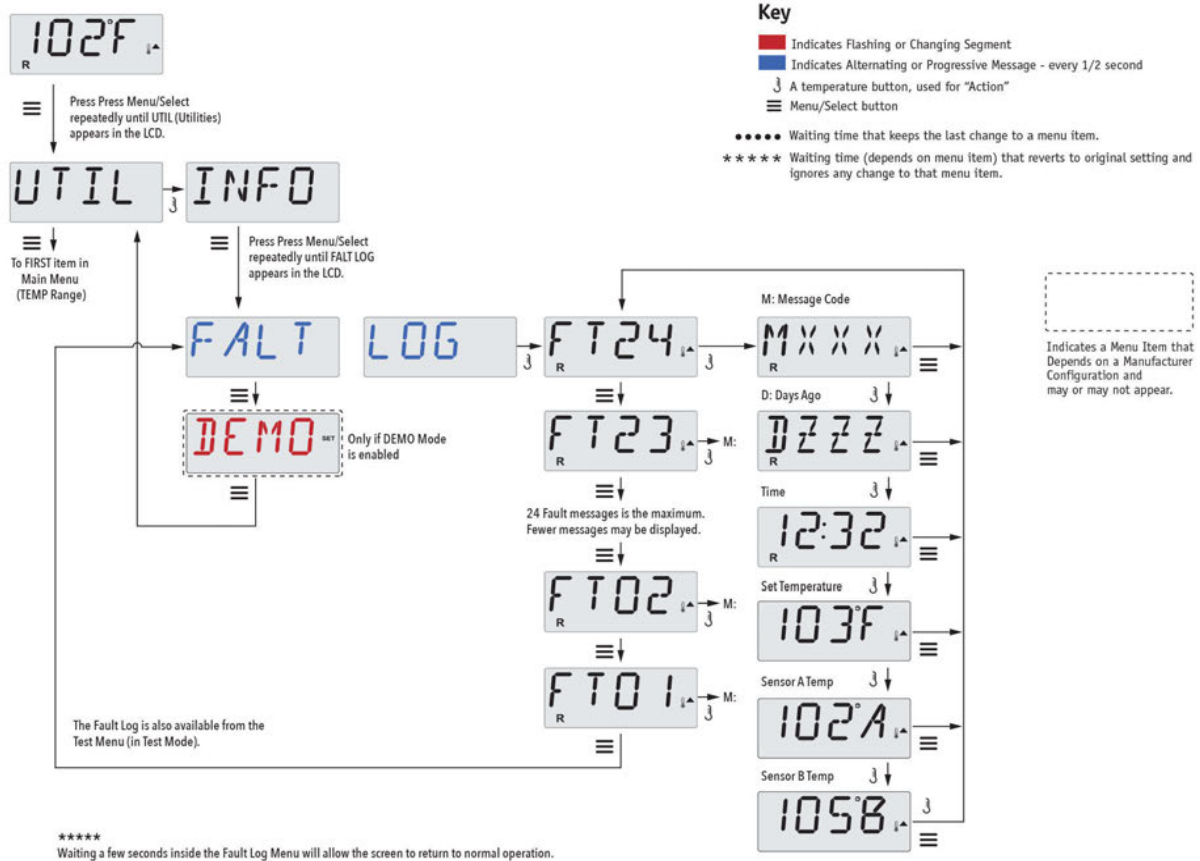 102°F
R
Press Press Menu/Select
repeatedly until UTIL (Utilities)
appears in the LCD.
UTIL
INFO
To FIRST item in
Main Menu
(TEMP Range)
Press Press Menu/Select
repeatedly until FALT LOG
appears in the LCD.
FALT
LOG
DEMO
SET
Only if DEMO Mode
is enabled
FT24
R
FT23
R
M:
24 Fault messages is the maximum.
Fewer messages may be displayed.
FT02
R
M:
FT01
R
M:
M: Message Code
MXXX
R
D: Days Ago
DZZZ
R
Time
12:32
R
Set Temperature
103°F
Sensor A Temp
102°A
Sensor B Temp
105°B
Key
Indicates Flashing or Changing Segment
Indicates Alternating or Progressive Message - every 1/2 second
A temperature button, used for "Action"
Menu/Select button
••••• Waiting time that keeps the last change to a menu item.
***** Waiting time (depends on menu item) that reverts to original setting and
ignores any change to that menu item.
Indicates a Menu Item that
Depends on a Manufacturer
Configuration and
may or may not appear.
The Fault Log is also available from the
Test Menu (in Test Mode).
*****
Waiting a few seconds inside the Fault Log Menu will allow the screen to return to normal operation.